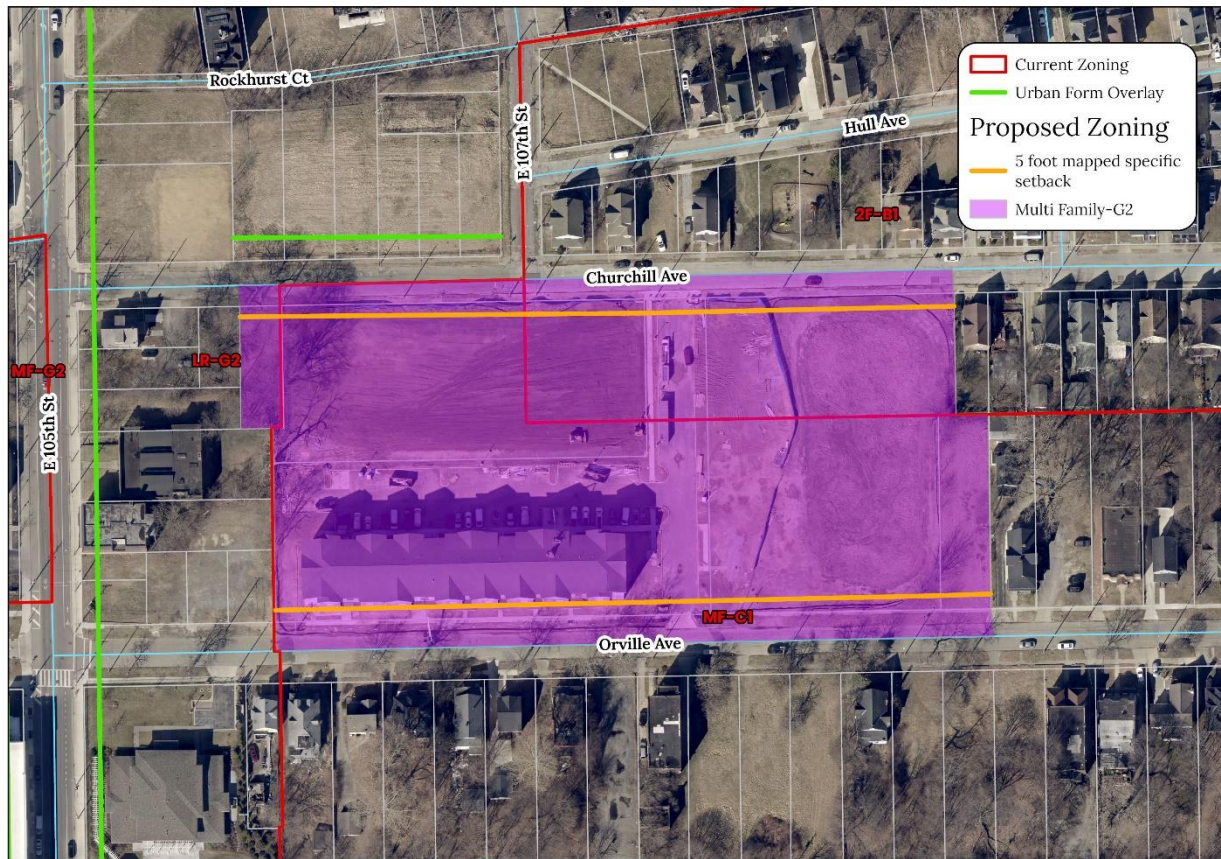 Current Zoning
Urban Form Overlay
Proposed Zoning
5 foot mapped specific
setback
Multi Family-G2
Rockhurst Ct
E 107th St
Hull Ave
2F-B1
Churchill Ave
LR-G2
MF-G2
E 105th St
MF-C1
Orville Ave